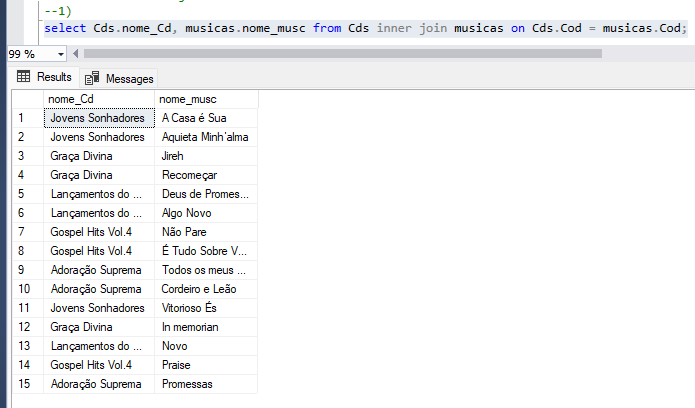 --1)
select Cds.nome_Cd, musicas.nome_musc from Cds inner join musicas on Cds.Cod = musicas.Cod;
99 %
Results Messages
nome_Cd nome_musc
1 Jovens Sonhadores A Casa é Sua
2 Jovens Sonhadores Aquieta Minh'alma
3 Graça Divina Jireh
4 Graça Divina Recomeçar
5 Lançamentos do ... Deus de Promes...
6 Lançamentos do ... Algo Novo
7 Gospel Hits Vol.4 Não Pare
8 Gospel Hits Vol.4 É Tudo Sobre V...
9 Adoração Suprema Todos os meus ...
10 Adoração Suprema Cordeiro e Leão
11 Jovens Sonhadores Vitorioso És
12 Graça Divina In memorian
13 Lançamentos do ... Novo
14 Gospel Hits Vol.4 Praise
15 Adoração Suprema Promessas